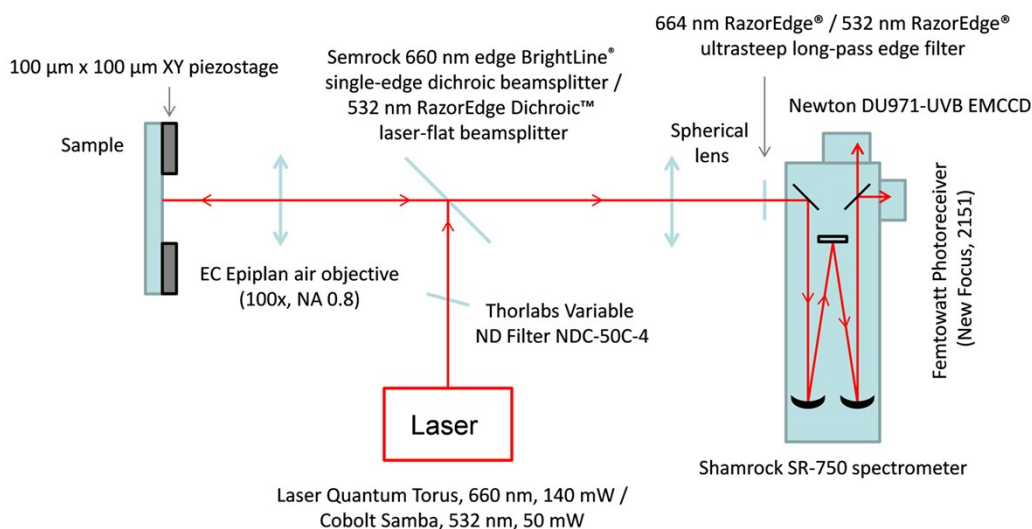 664 nm RazorEdge® / 532 nm RazorEdge®
ultrasteep long-pass edge filter
Semrock 660 nm edge BrightLine®
single-edge dichroic beamsplitter /
532 nm RazorEdge Dichroic™
laser-flat beamsplitter
100 µm x 100 µm XY piezostage
Newton DU971-UVB EMCCD
Sample
Spherical
lens
EC Epiplan air objective
(100x, NA 0.8)
Thorlabs Variable
ND Filter NDC-50C-4
Femtowatt Photoreceiver
(New Focus, 2151)
Laser
Shamrock SR-750 spectrometer
Laser Quantum Torus, 660 nm, 140 mW /
Cobolt Samba, 532 nm, 50 mW